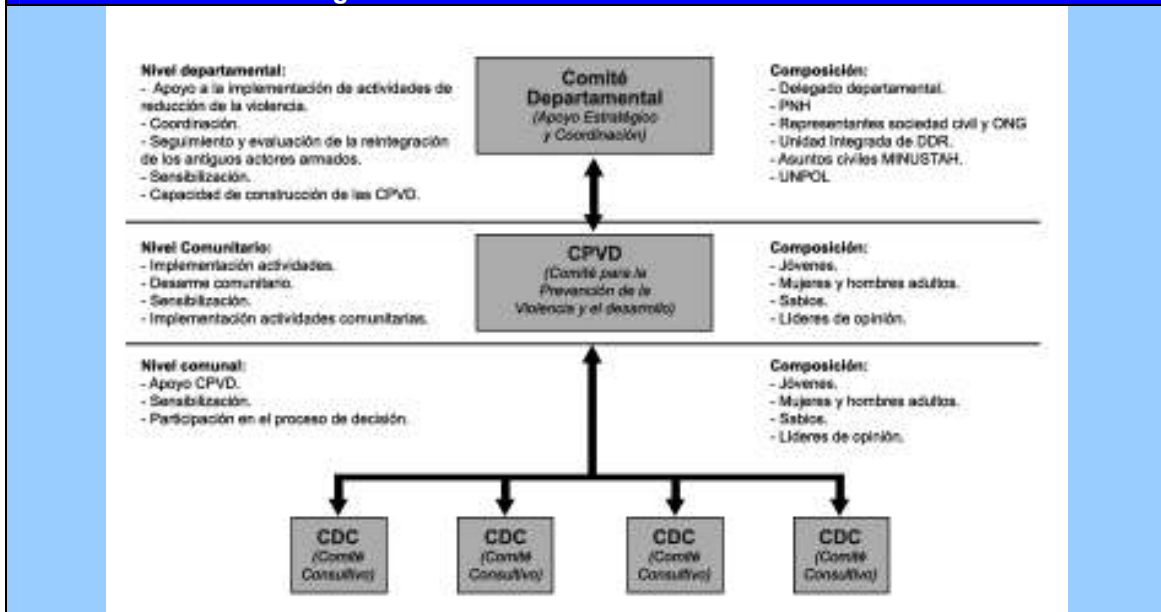 Nivel departamental:
- Apoyo a la implementación de actividades de
reducción de la violencia.
- Coordinación.
- Seguimiento y evaluación de la reintegración
de los antiguos actores armados.
- Sensibilización.
- Capacidad de construcción de las CPVD.
Comité
Departamental
(Apoyo Estratégico
y Coordinación)
Composición:
- Delegado departamental.
- PNH
- Representantes sociedad civil y ONG
- Unidad Integrada de DDR.
- Asuntos civiles MINUSTAH.
- UNPOL
Nivel Comunitario:
- Implementación actividades.
- Desarme comunitario.
- Sensibilización.
- Implementación actividades comunitarias.
CPVD
(Comité para la
Prevención de la
Violencia y el desarrollo)
Composición:
- Jóvenes.
- Mujeres y hombres adultos.
- Sabios.
- Líderes de opinión.
Nivel comunal:
- Apoyo CPVD.
- Sensibilización.
- Participación en el proceso de decisión.
Composición:
- Jóvenes.
- Mujeres y hombres adultos.
- Sabios.
- Líderes de opinión.
CDC
(Comité
Consultivo)
CDC
(Comité
Consultivo)
CDC
(Comité
Consultivo)
CDC
(Comité
Consultivo)